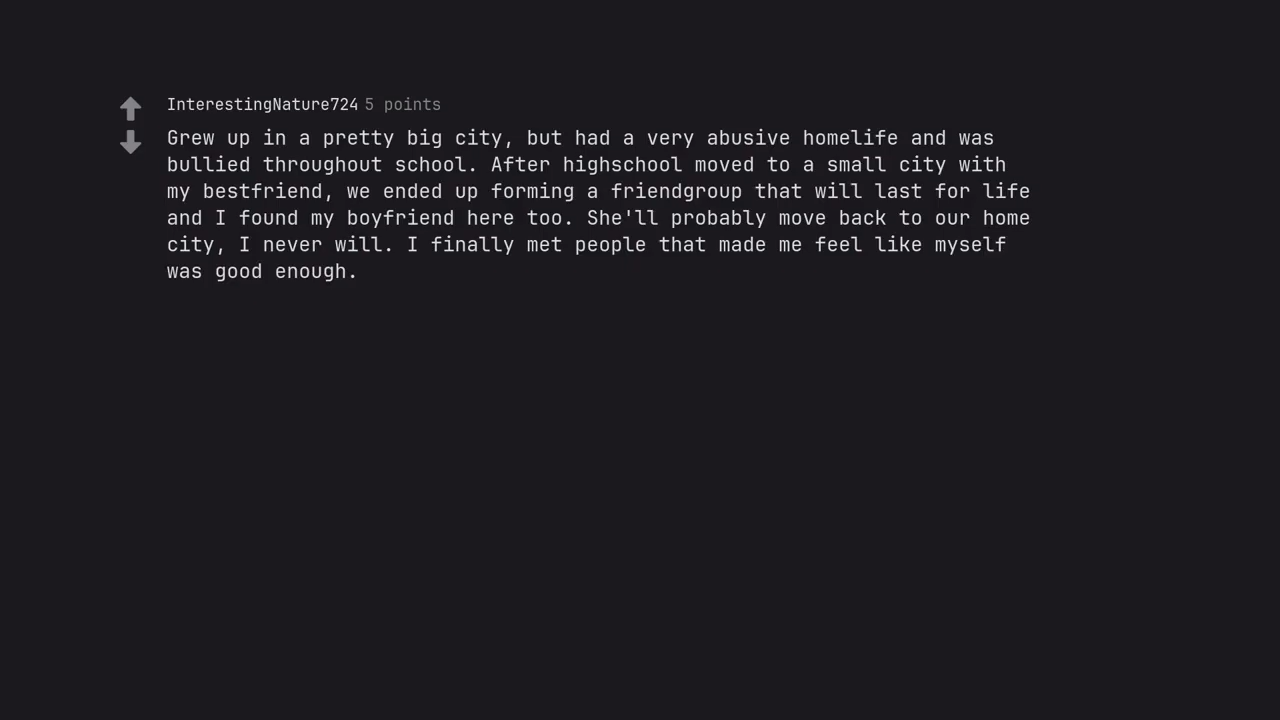 InterestingNature724 5 points
Grew up in a pretty big city, but had a very abusive homelife and was
bullied throughout school. After highschool moved to a small city with
my bestfriend, we ended up forming a friendgroup that will last for life
and I found my boyfriend here too. She'll probably move back to our home
city, I never will. I finally met people that made me feel like myself
was good enough.